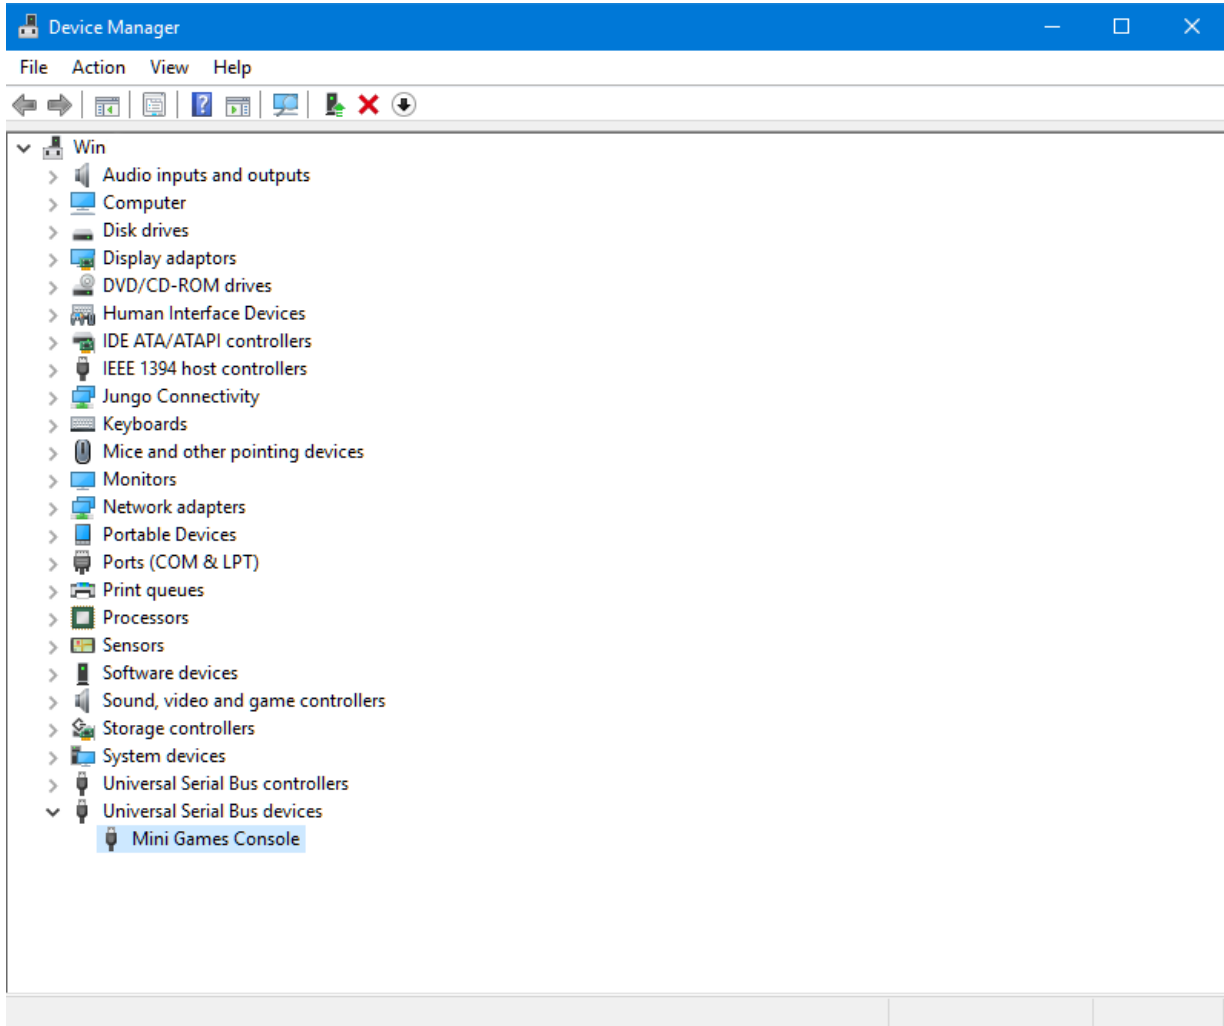 Device Manager
File Action View Help
Win
Audio inputs and outputs
Computer
Disk drives
Display adaptors
DVD/CD-ROM drives
Human Interface Devices
IDE ATA/ATAPI controllers
IEEE 1394 host controllers
Jungo Connectivity
Keyboards
Mice and other pointing devices
Monitors
Network adapters
Portable Devices
Ports (COM & LPT)
Print queues
Processors
Sensors
Software devices
Sound, video and game controllers
Storage controllers
System devices
Universal Serial Bus controllers
Universal Serial Bus devices
Mini Games Console